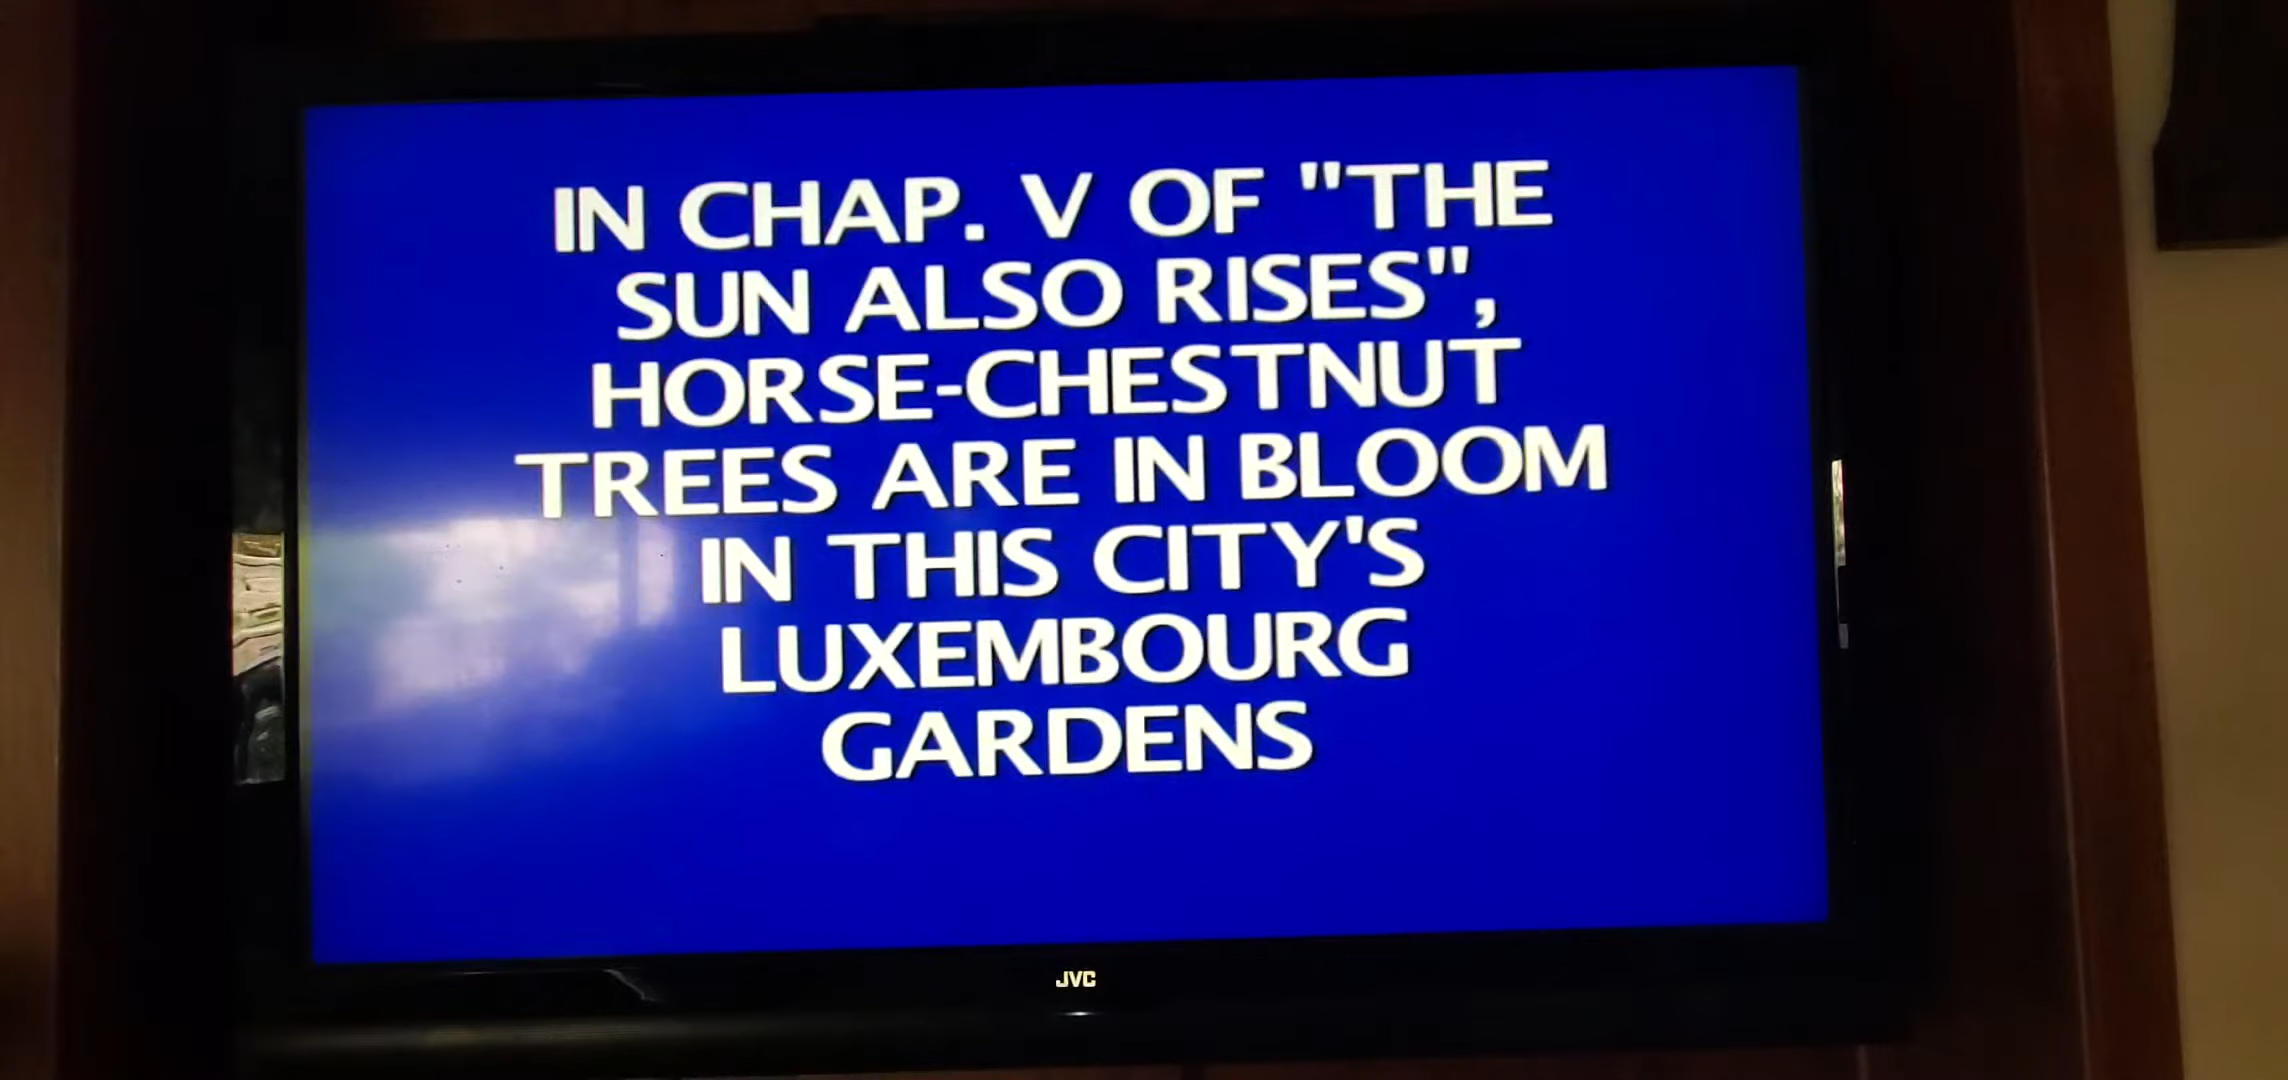 IN CHAP. V OF "THE
SUN ALSO RISES",
HORSE-CHESTNUT
TREES ARE IN BLOOM
IN THIS CITY'S
LUXEMBOURG
GARDENS
JVC